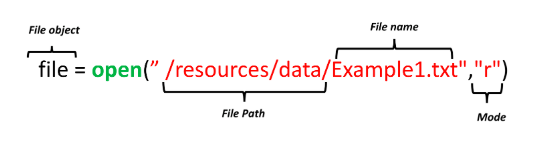 File object
File name
file = open(” /resources/data/Example1.txt","r")
File Path
Mode